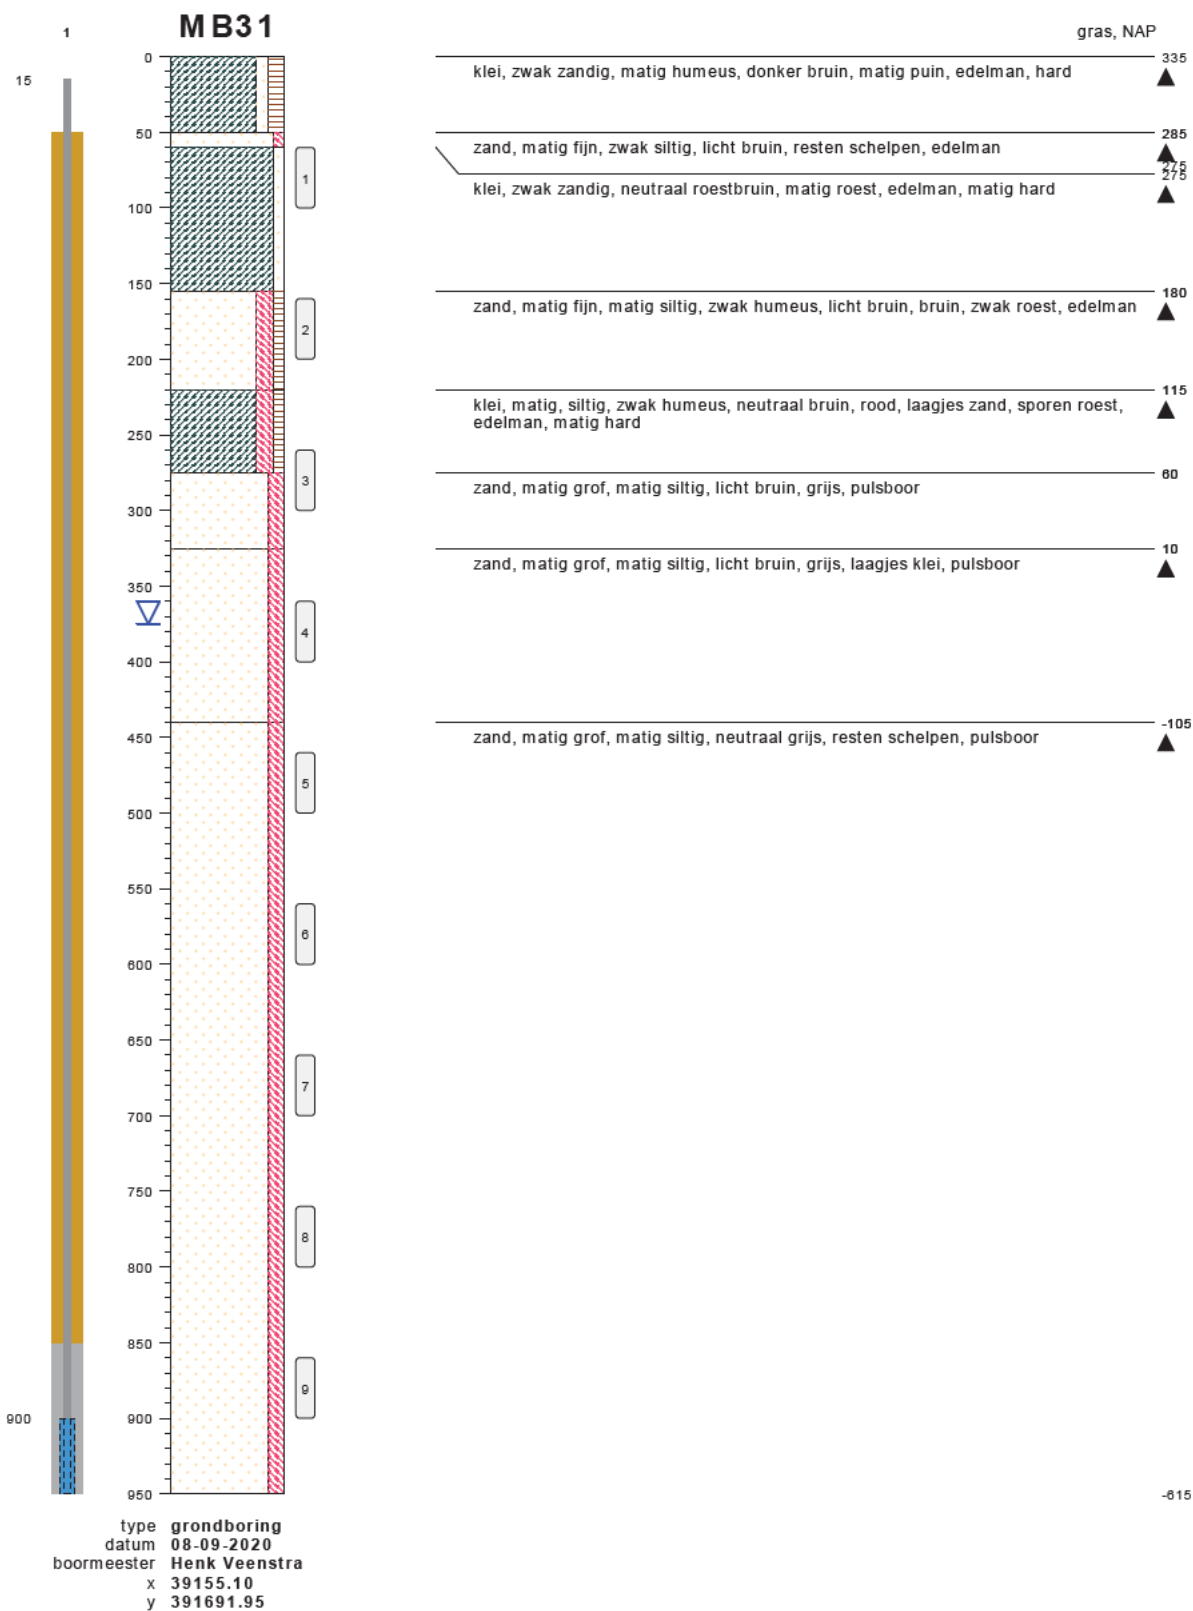 MB31
1
gras, NAP
0
335
klei, zwak zandig, matig humeus, donker bruin, matig puin, edelman, hard
15
50
285
zand, matig fijn, zwak siltig, licht bruin, resten schelpen, edelman
275
275
klei, zwak zandig, neutraal roestbruin, matig roest, edelman, matig hard
1
100
150
180
zand, matig fijn, matig siltig, zwak humeus, licht bruin, bruin, zwak roest, edelman
2
200
115
klei, matig, siltig, zwak humeus, neutraal bruin, rood, laagjes zand, sporen roest,
edelman, matig hard
250
60
3
zand, matig grof, matig siltig, licht bruin, grijs, pulsboor
300
10
zand, matig grof, matig siltig, licht bruin, grijs, laagjes klei, pulsboor
350
4
400
-105
450
zand, matig grof, matig siltig, neutraal grijs, resten schelpen, pulsboor
5
500
550
6
600
650
7
700
750
8
800
850
9
900
900
950
-615
type grondboring
datum 08-09-2020
boormeester Henk Veenstra
x 39155.10
y 391691.95